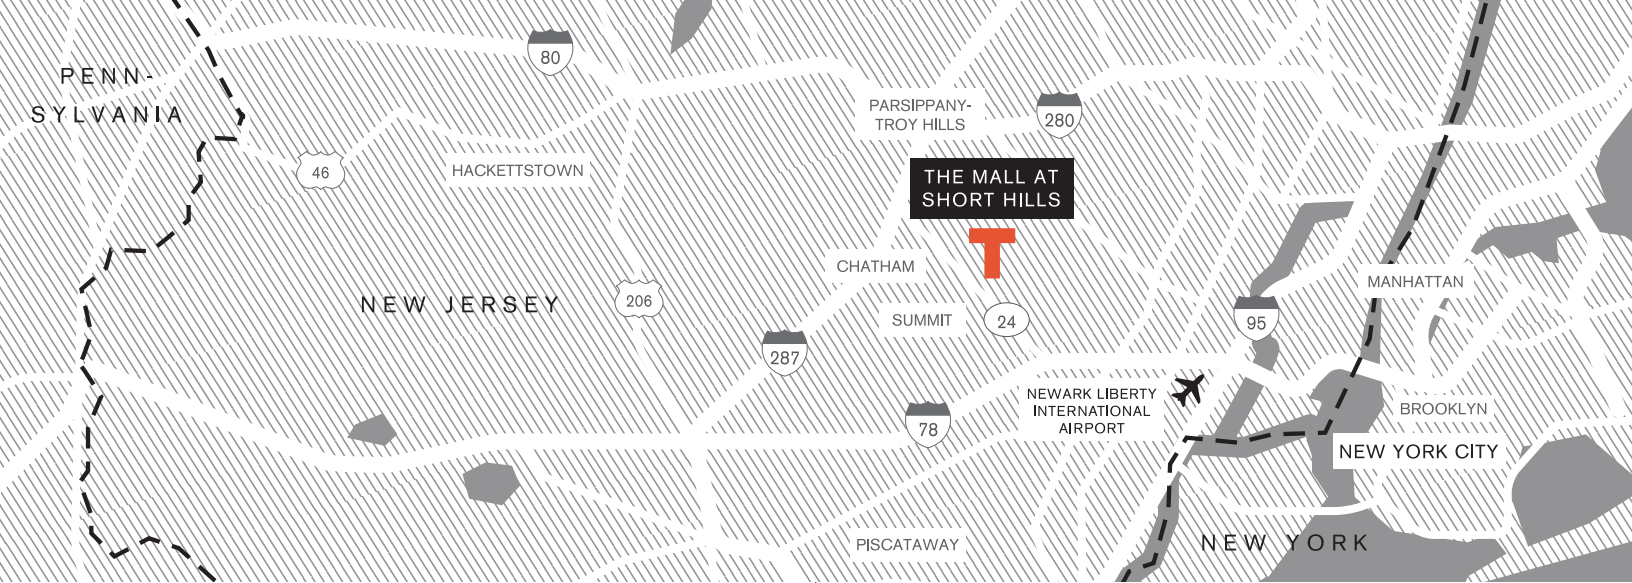 PENN-
SYLVANIA
80
PARSIPPANY-
TROY HILLS
280
46
HACKETTSTOWN
THE MALL AT
SHORT HILLS
T
CHATHAM
MANHATTAN
NEW JERSEY
206
SUMMIT
24
95
287
NEWARK LIBERTY
INTERNATIONAL
AIRPORT
78
BROOKLYN
NEW YORK CITY
PISCATAWAY
NEW YORK